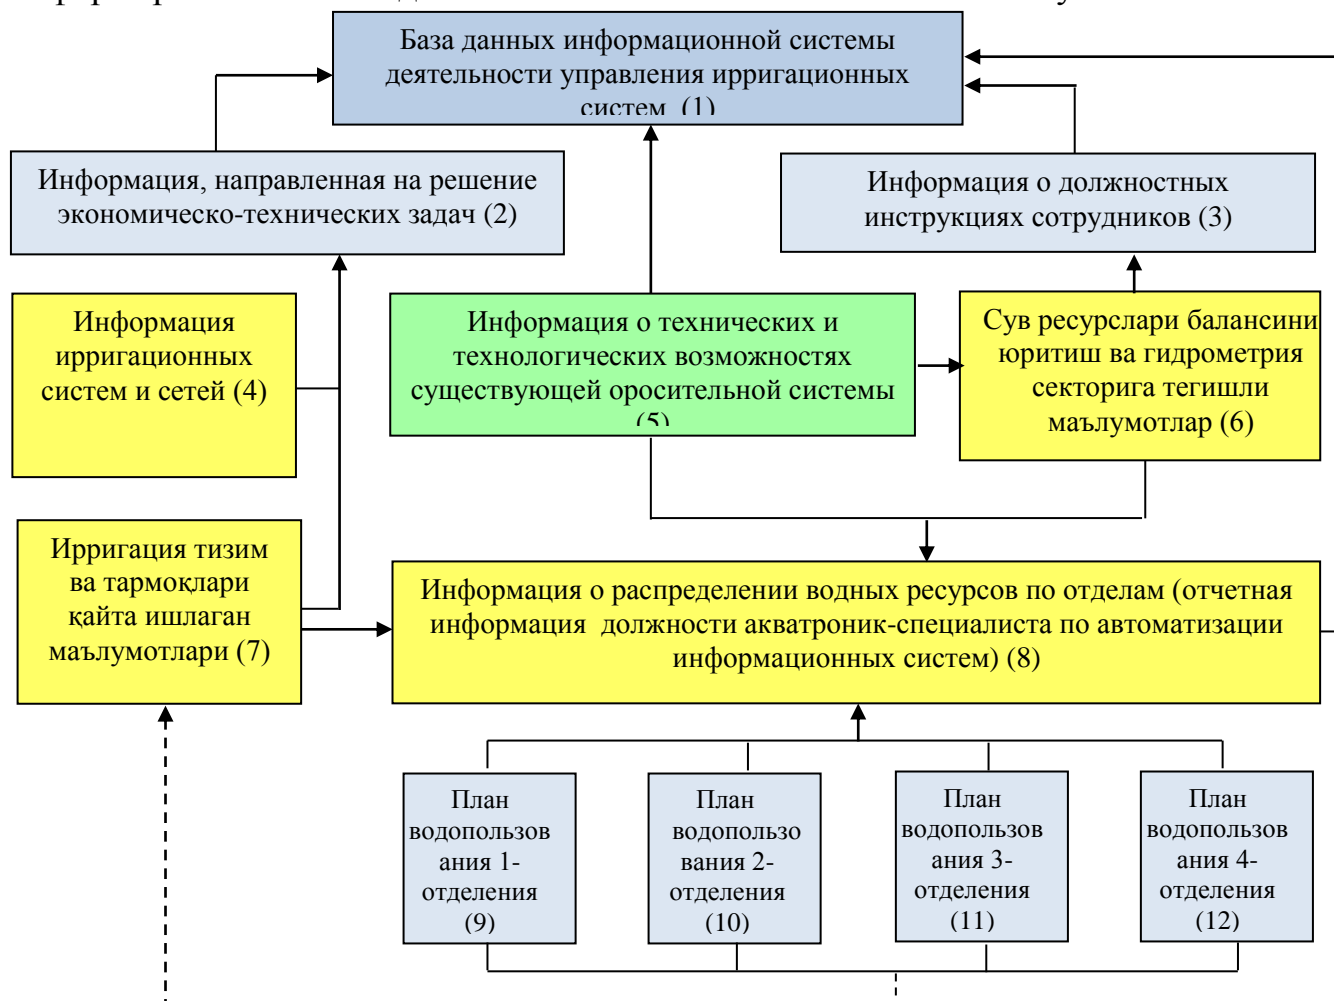 База данных информационной системы
деятельности управления ирригационных
систем (1)
Информация, направленная на решение
экономическо-технических задач (2)
Информация о должностных
инструкциях сотрудников (3)
Информация
ирригационных
систем и сетей (4)
Информация о технических и
технологических возможностях
существующей оросительной системы
(5)
Сув ресурслари балансини
юритиш ва гидрометрия
секторига тегишли
маълумотлар (6)
Ирригация тизим
ва тармоқлари
қайта ишлаган
маълумотлари (7)
Информация о распределении водных ресурсов по отделам (отчетная
информация должности акватроник-специалиста по автоматизации
информационных систем) (8)
План
водопользов
ания 1-
отделения
(9)
План
водопользо
вания 2-
отделения
(10)
План
водопользов
ания 3-
отделения
(11)
План
водопользов
ания 4-
отделения
(12)